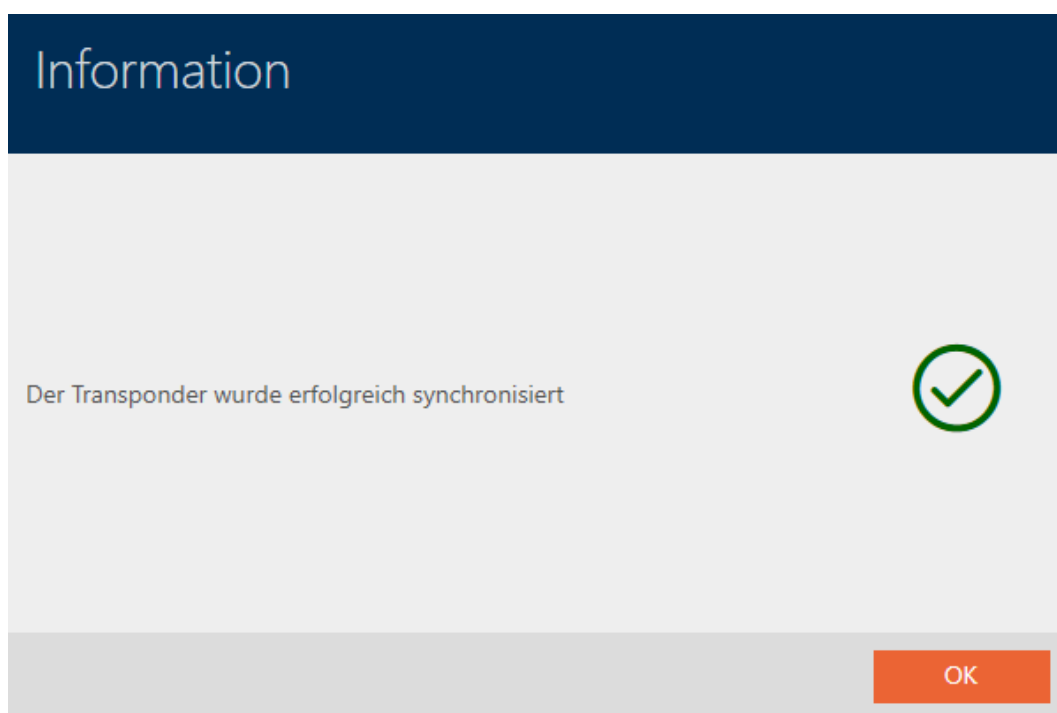 Information
Der Transponder wurde erfolgreich synchronisiert
OK